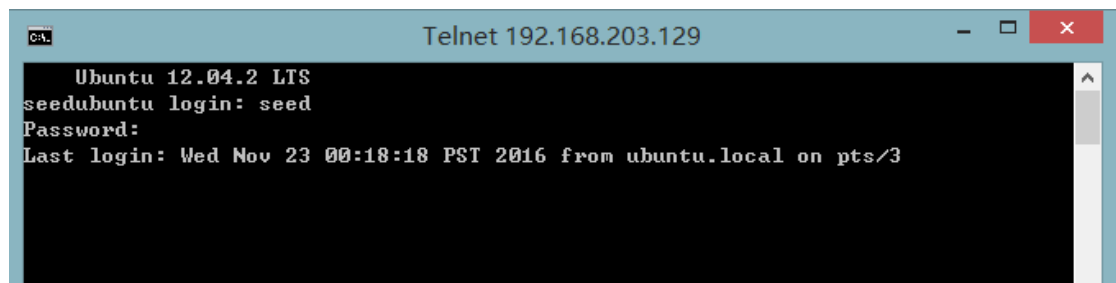 C:\.
Telnet 192.168.203.129
Ubuntu 12.04.2 LTS
seedubuntu login: seed
Password:
Last login: Wed Nov 23 00:18:18 PST 2016 from ubuntu.local on pts/3